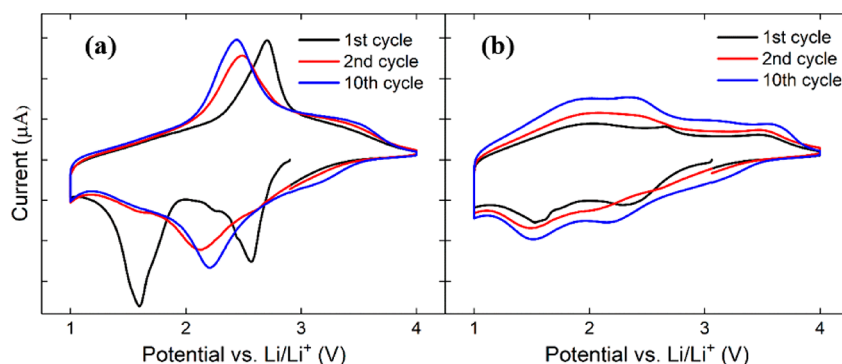 (a)
1st cycle
2nd cycle
10th cycle
(b)
1st cycle
2nd cycle
10th cycle
Current (μA)
1 2 3 4
1 2 3 4
Potential vs. Li/Li⁺ (V)
Potential vs. Li/Li⁺ (V)